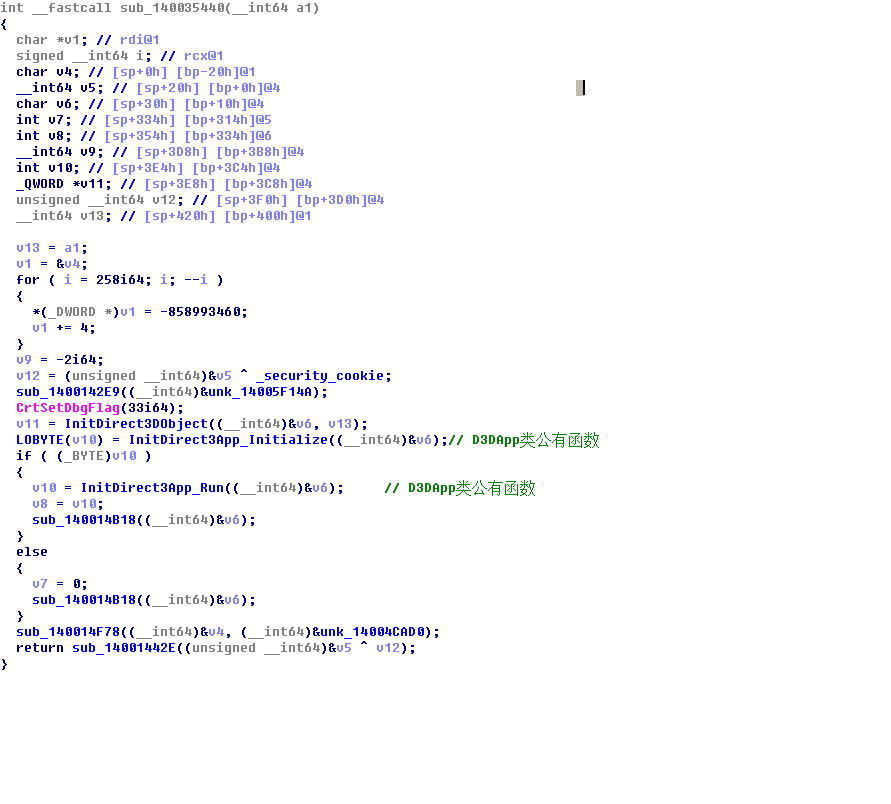 int __fastcall sub_140035440(__int64 a1)
{
  char *v1; // rdi@1
  signed __int64 i; // rcx@1
  char v4; // [sp+0h] [bp-20h]@1
  __int64 v5; // [sp+20h] [bp+0h]@4
  char v6; // [sp+30h] [bp+10h]@4
  int v7; // [sp+334h] [bp+314h]@5
  int v8; // [sp+354h] [bp+334h]@6
  __int64 v9; // [sp+3D8h] [bp+3B8h]@4
  int v10; // [sp+3E4h] [bp+3C4h]@4
  _QWORD *v11; // [sp+3E8h] [bp+3C8h]@4
  unsigned __int64 v12; // [sp+3F0h] [bp+3D0h]@4
  __int64 v13; // [sp+420h] [bp+400h]@1

  v13 = a1;
  v1 = &v4;
  for ( i = 258i64; i; --i )
  {
    *(_DWORD *)v1 = -858993460;
    v1 += 4;
  }
  v9 = -2i64;
  v12 = (unsigned __int64)&v5 ^ _security_cookie;
  sub_1400142E9((__int64)&unk_14005F14A);
  CrtSetDbgFlag(33i64);
  v11 = InitDirect3DObject((__int64)&v6, v13);
  LOBYTE(v10) = InitDirect3App_Initialize((__int64)&v6);// D3DApp类公有函数
  if ( (_BYTE)v10 )
  {
    v10 = InitDirect3App_Run((__int64)&v6);     // D3DApp类公有函数
    v8 = v10;
    sub_140014B18((__int64)&v6);
  }
  else
  {
    v7 = 0;
    sub_140014B18((__int64)&v6);
  }
  sub_140014F78((__int64)&v4, (__int64)&unk_14004CAD0);
  return sub_14001442E((unsigned __int64)&v5 ^ v12);
}